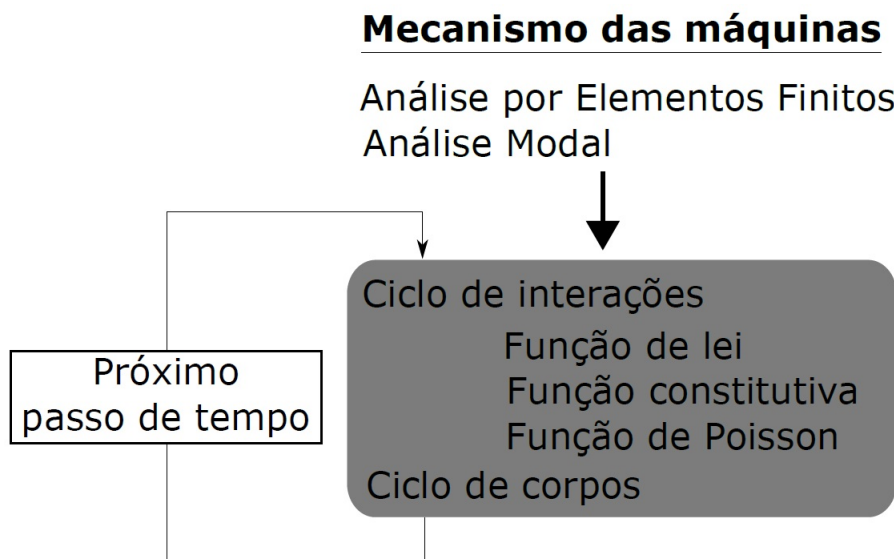 Mecanismo das máquinas
Análise por Elementos Finitos
Análise Modal
Ciclo de interações
Função de lei
Função constitutiva
Função de Poisson
Ciclo de corpos
Próximo
passo de tempo